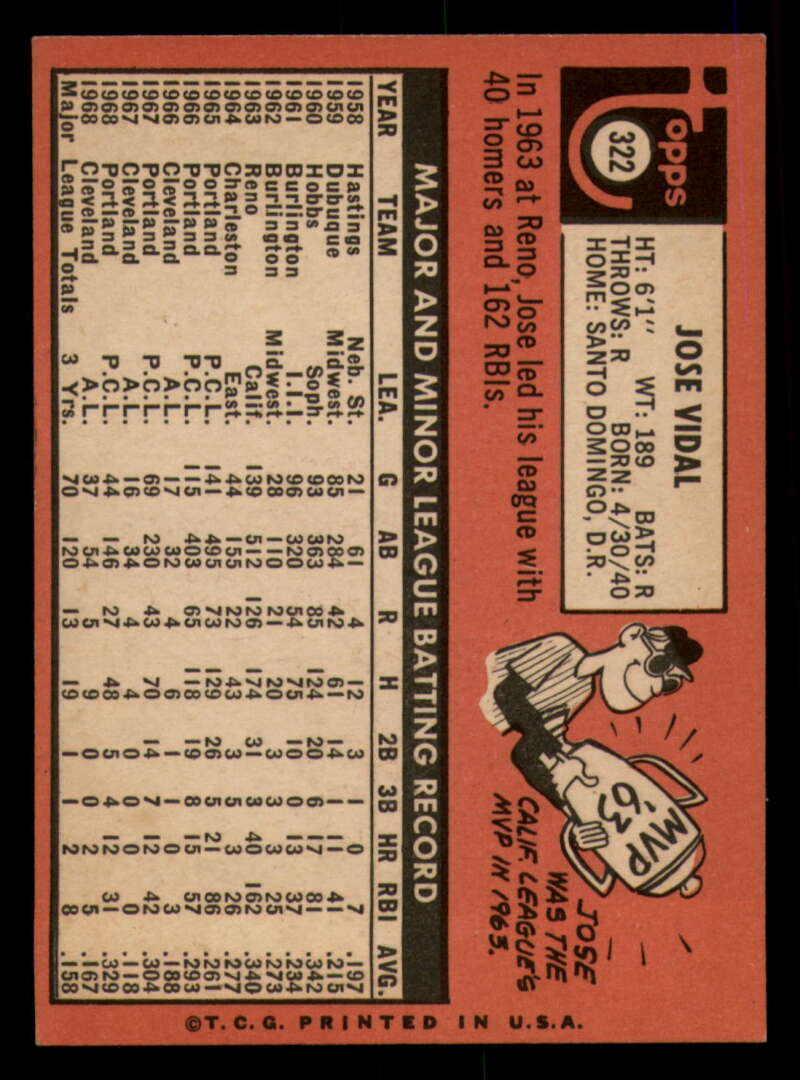 Topps
322
JOSE VIDAL
HT: 6'1" WT: 189 BATS: R
THROWS: R BORN: 4/30/40
HOME: SANTO DOMINGO, D.R.
In 1963 at Reno, Jose led his league with
40 homers and 162 RBIs.
MVP
'63
JOSE
WAS THE
CALIF. LEAGUE'S
MVP IN 1963.
MAJOR AND MINOR LEAGUE BATTING RECORD
YEAR TEAM LEA. G AB R H 2B 3B HR RBI AVG.
1958 Hastings Neb. St. 21 61 4 12 3 1 0 7 .197
1959 Dubuque Midwest. 85 284 42 61 14 1 11 41 .215
1960 Hobbs Soph. 93 363 85 124 20 6 17 81 .342
1961 Burlington I.I.I. 96 320 54 75 10 0 13 37 .234
1962 Burlington Midwest. 28 110 21 20 3 3 3 25 .273
1963 Reno Calif. 139 512 126 174 31 3 40 162 .340
1964 Charleston East. 44 155 22 43 3 5 3 26 .277
1965 Portland P.C.L. 141 495 73 129 26 5 21 86 .261
1966 Portland P.C.L. 115 403 65 118 19 8 15 57 .293
1966 Cleveland A.L. 17 32 4 6 1 1 0 3 .188
1967 Portland P.C.L. 69 230 43 70 14 7 12 42 .304
1967 Cleveland A.L. 16 34 4 4 0 0 0 0 .118
1968 Portland P.C.L. 44 146 27 48 5 4 12 31 .329
1968 Cleveland A.L. 37 54 5 9 0 0 2 5 .167
Major League Totals 3 Yrs. 70 120 13 19 1 1 2 8 .158
©T.C.G. PRINTED IN U.S.A.